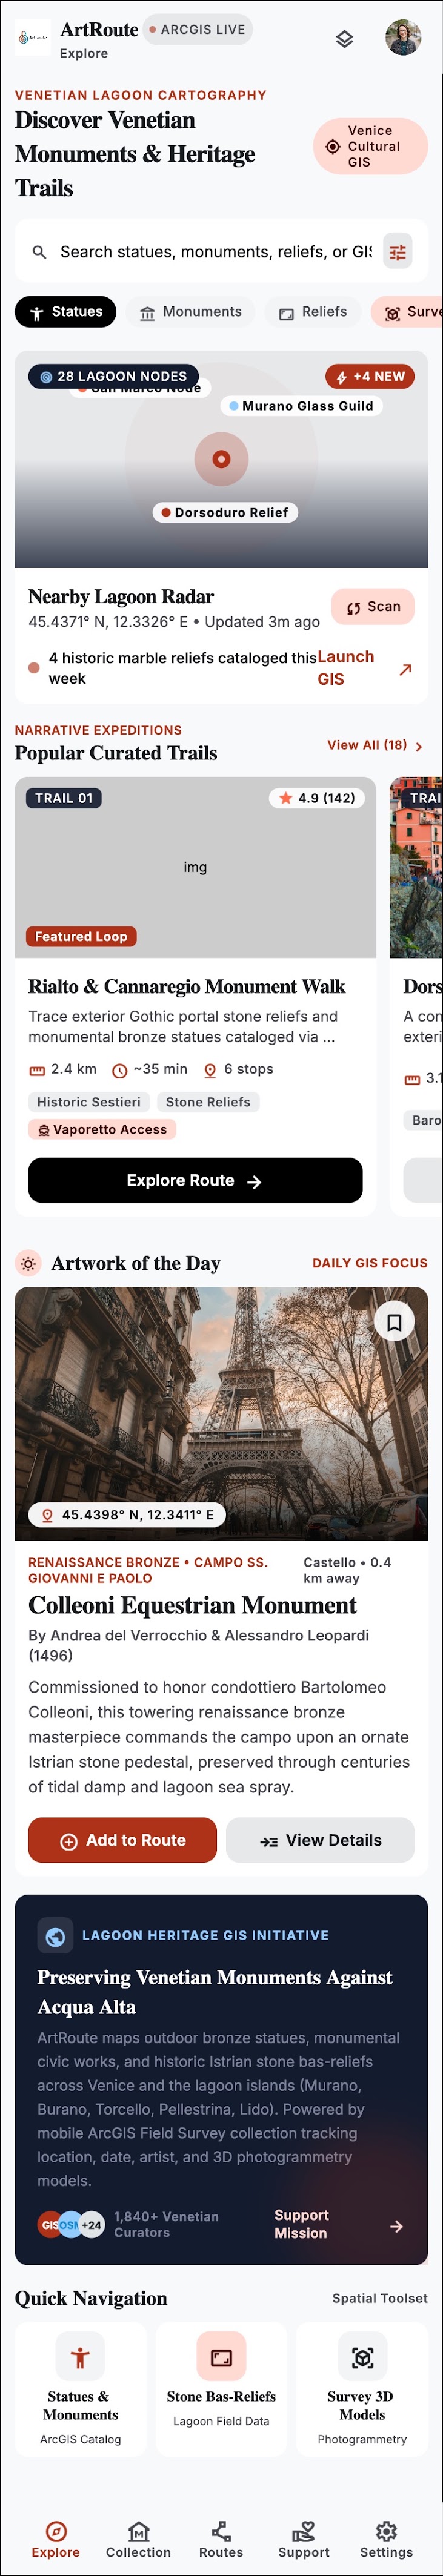 ArtRoute
ArtRoute
ARCGIS LIVE
Explore
VENETIAN LAGOON CARTOGRAPHY
Discover Venetian
Monuments & Heritage
Trails
Venice
Cultural
GIS
Search statues, monuments, reliefs, or GIS
Statues
Monuments
Reliefs
Surve
28 LAGOON NODES
+4 NEW
San Marco Node
Murano Glass Guild
Dorsoduro Relief
Nearby Lagoon Radar
45.4371° N, 12.3326° E • Updated 3m ago
Scan
4 historic marble reliefs cataloged this
week
Launch
GIS
NARRATIVE EXPEDITIONS
Popular Curated Trails
View All (18)
TRAIL 01
4.9 (142)
TRAI
img
Featured Loop
Rialto & Cannaregio Monument Walk
Dors
Trace exterior Gothic portal stone reliefs and
monumental bronze statues cataloged via ...
A con
exteri
2.4 km
~35 min
6 stops
3.1
Historic Sestieri
Stone Reliefs
Baro
Vaporetto Access
Explore Route
Artwork of the Day
DAILY GIS FOCUS
45.4398° N, 12.3411° E
RENAISSANCE BRONZE • CAMPO SS.
GIOVANNI E PAOLO
Castello • 0.4
km away
Colleoni Equestrian Monument
By Andrea del Verrocchio & Alessandro Leopardi
(1496)
Commissioned to honor condottiero Bartolomeo
Colleoni, this towering renaissance bronze
masterpiece commands the campo upon an ornate
Istrian stone pedestal, preserved through centuries
of tidal damp and lagoon sea spray.
Add to Route
View Details
LAGOON HERITAGE GIS INITIATIVE
Preserving Venetian Monuments Against
Acqua Alta
ArtRoute maps outdoor bronze statues, monumental
civic works, and historic Istrian stone bas-reliefs
across Venice and the lagoon islands (Murano,
Burano, Torcello, Pellestrina, Lido). Powered by
mobile ArcGIS Field Survey collection tracking
location, date, artist, and 3D photogrammetry
models.
GIS
OSM
+24
1,840+ Venetian
Curators
Support
Mission
Quick Navigation
Spatial Toolset
Statues &
Monuments
ArcGIS Catalog
Stone Bas-Reliefs
Lagoon Field Data
Survey 3D
Models
Photogrammetry
Explore
Collection
Routes
Support
Settings